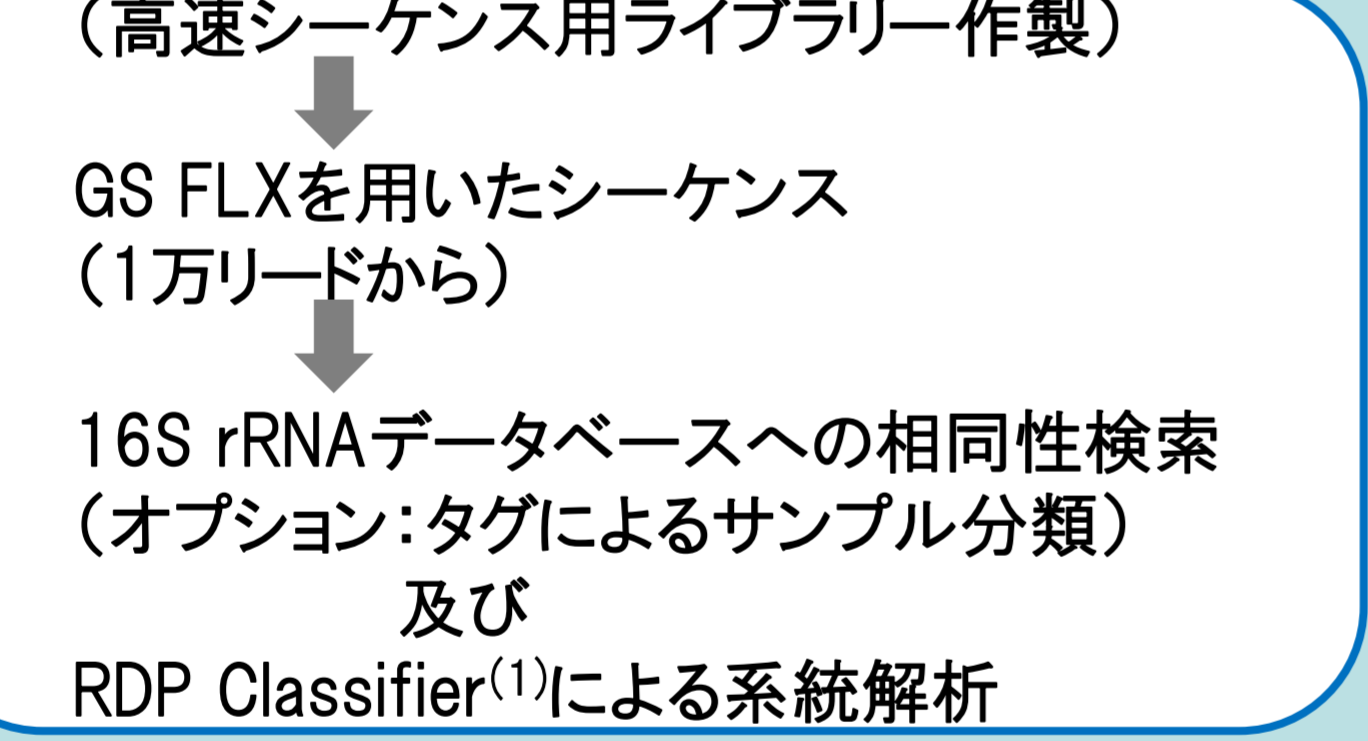 （高速シーケンス用ライブラリー作製）
GS FLXを用いたシーケンス
（1万リードから）
16S rRNAデータベースへの相同性検索
（オプション：タグによるサンプル分類）
及び
RDP Classifier⁽¹⁾による系統解析